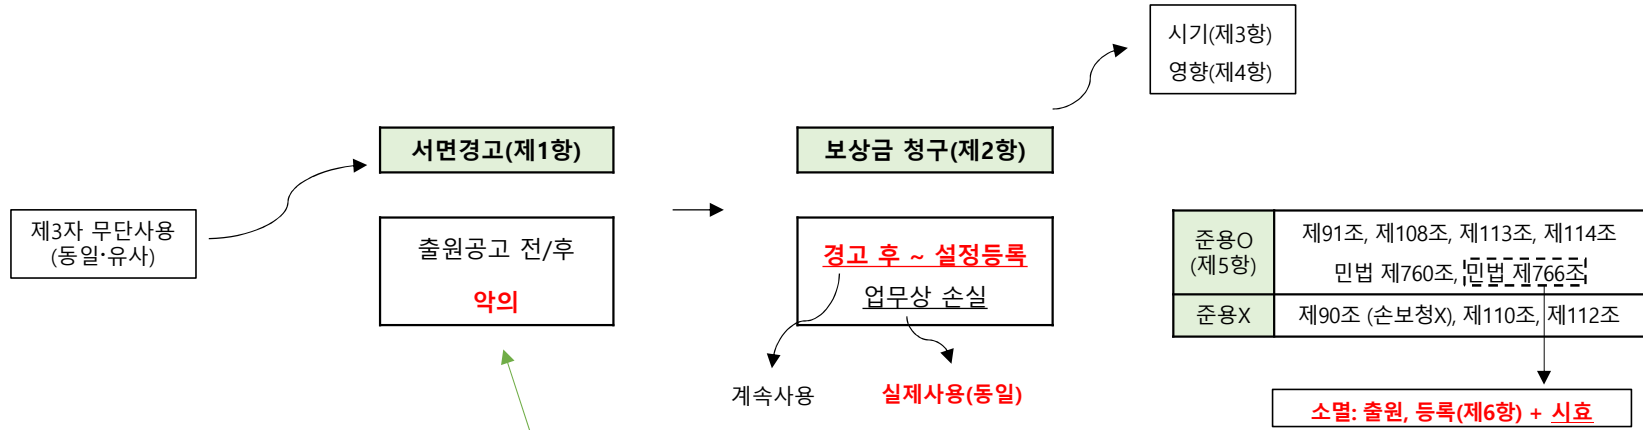 제3자 무단사용
(동일·유사)
서면경고(제1항)
출원공고 전/후
악의
보상금 청구(제2항)
경고 후 ~ 설정등록
업무상 손실
계속사용
실제사용(동일)
시기(제3항)
영향(제4항)
준용O
(제5항)
제91조, 제108조, 제113조, 제114조
민법 제760조, 민법 제766조
준용X
제90조 (손보청X), 제110조, 제112조
소멸: 출원, 등록(제6항) + 시효